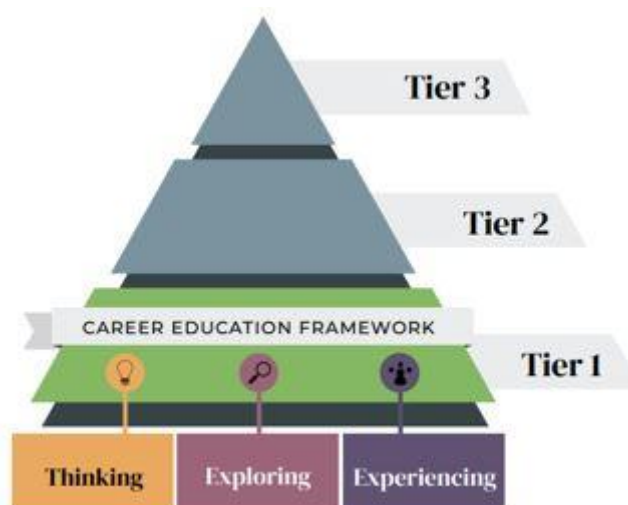 Tier 3
Tier 2
CAREER EDUCATION FRAMEWORK
Tier 1
Thinking
Exploring
Experiencing